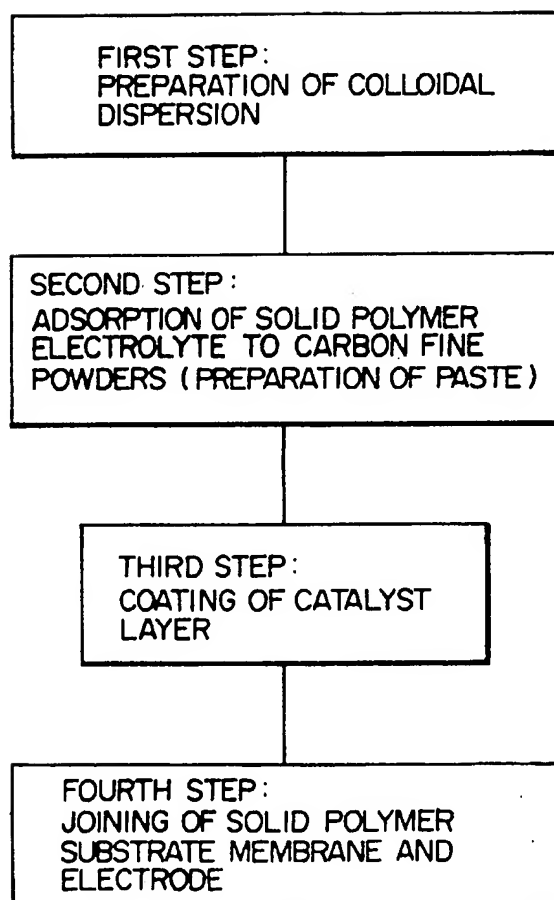 FIRST STEP:
PREPARATION OF COLLOIDAL
DISPERSION
SECOND STEP:
ADSORPTION OF SOLID POLYMER
ELECTROLYTE TO CARBON FINE
POWDERS (PREPARATION OF PASTE)
THIRD STEP:
COATING OF CATALYST
LAYER
FOURTH STEP:
JOINING OF SOLID POLYMER
SUBSTRATE MEMBRANE AND
ELECTRODE